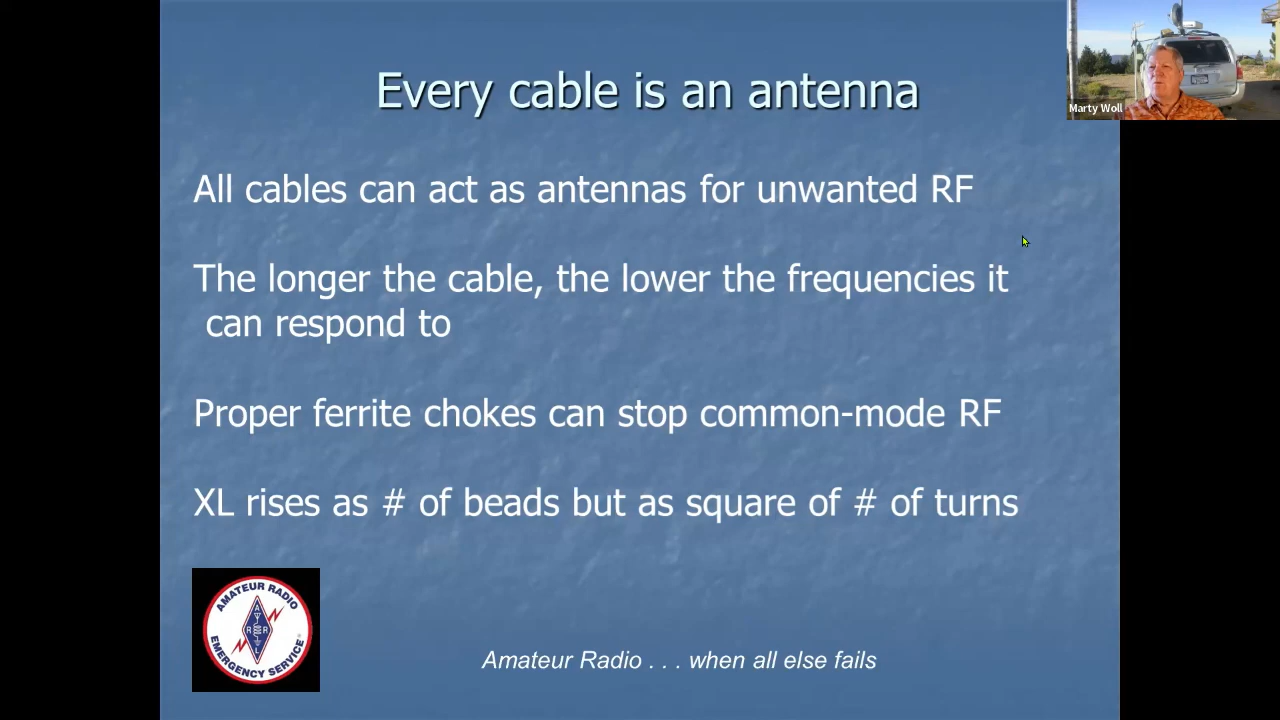 Every cable is an antenna
Marty Woll
All cables can act as antennas for unwanted RF
The longer the cable, the lower the frequencies it
can respond to
Proper ferrite chokes can stop common-mode RF
XL rises as # of beads but as square of # of turns
AMATEUR RADIO
A
R R
L
EMERGENCY SERVICE
Amateur Radio . . . when all else fails